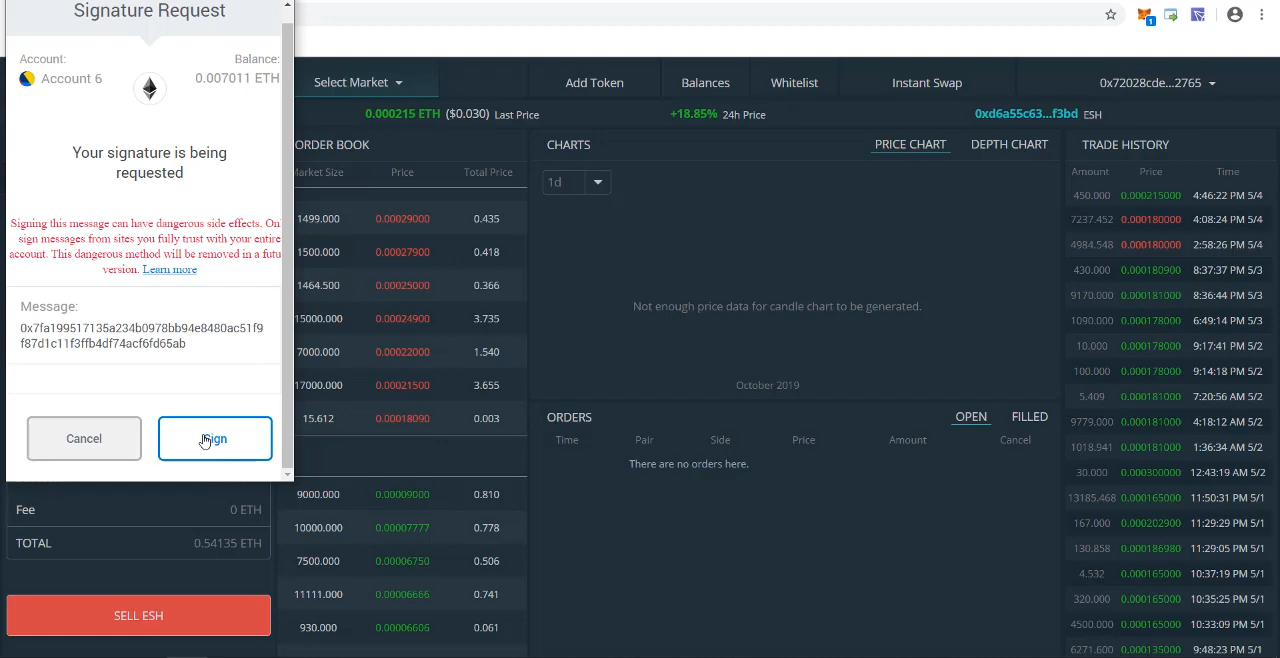 Signature Request
Account:
Balance:
Account 6
0.007011 ETH
Your signature is being
requested
Signing this message can have dangerous side effects. On
sign messages from sites you fully trust with your entire
account. This dangerous method will be removed in a futu
version. Learn more
Message:
0x7fa199517135a234b0978bb94e8480ac51f9
f87d1c11f3ffb4df74acf6fd65ab
Cancel
Sign
Fee 0 ETH
TOTAL 0.54135 ETH
SELL ESH
1
Select Market
Add Token
Balances
Whitelist
Instant Swap
0x72028cde...2765
0.000215 ETH ($0.030) Last Price
+18.85% 24h Price
0xd6a55c63...f3bd ESH
ORDER BOOK
Market Size Price Total Price
1499.000 0.00029000 0.435
1500.000 0.00027900 0.418
1464.500 0.00025000 0.366
15000.000 0.00024900 3.735
7000.000 0.00022000 1.540
17000.000 0.00021500 3.655
15.612 0.00018090 0.003
9000.000 0.00009000 0.810
10000.000 0.00007777 0.778
7500.000 0.00006750 0.506
11111.000 0.00006666 0.741
930.000 0.00006606 0.061
CHARTS
PRICE CHART
DEPTH CHART
1d
Not enough price data for candle chart to be generated.
October 2019
ORDERS
OPEN
FILLED
Time Pair Side Price Amount Cancel
There are no orders here.
TRADE HISTORY
Amount Price Time
450.000 0.000215000 4:46:22 PM 5/4
7237.452 0.000180000 4:08:24 PM 5/4
4984.548 0.000180000 2:58:26 PM 5/4
430.000 0.000180900 8:37:37 PM 5/3
9170.000 0.000181000 8:36:44 PM 5/3
1090.000 0.000178000 6:49:14 PM 5/3
10.000 0.000178000 9:17:41 PM 5/2
100.000 0.000178000 9:14:18 PM 5/2
5.409 0.000181000 7:20:56 AM 5/2
9779.000 0.000181000 4:18:12 AM 5/2
1018.941 0.000181000 1:36:34 AM 5/2
30.000 0.000300000 12:43:19 AM 5/2
13185.468 0.000165000 11:50:31 PM 5/1
167.000 0.000202900 11:29:29 PM 5/1
130.858 0.000186980 11:29:05 PM 5/1
4.532 0.000165000 10:37:19 PM 5/1
320.000 0.000165000 10:35:25 PM 5/1
4500.000 0.000165000 10:33:09 PM 5/1
6271.600 0.000135000 9:48:23 PM 5/1